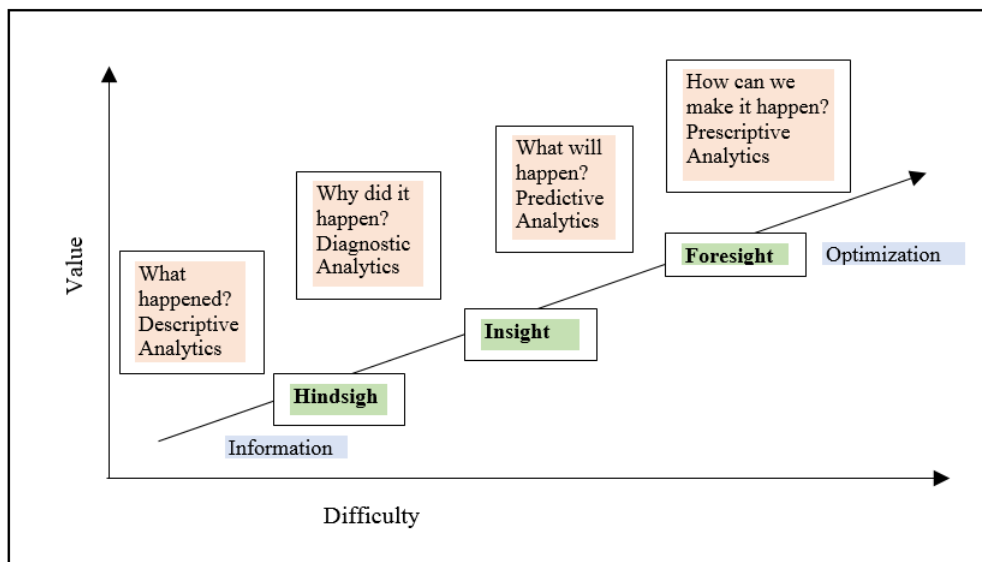 How can we
make it happen?
Prescriptive
Analytics
What will
happen?
Predictive
Analytics
Why did it
happen?
Diagnostic
Analytics
What
happened?
Descriptive
Analytics
Value
Foresight
Optimization
Insight
Hindsigh
Information
Difficulty